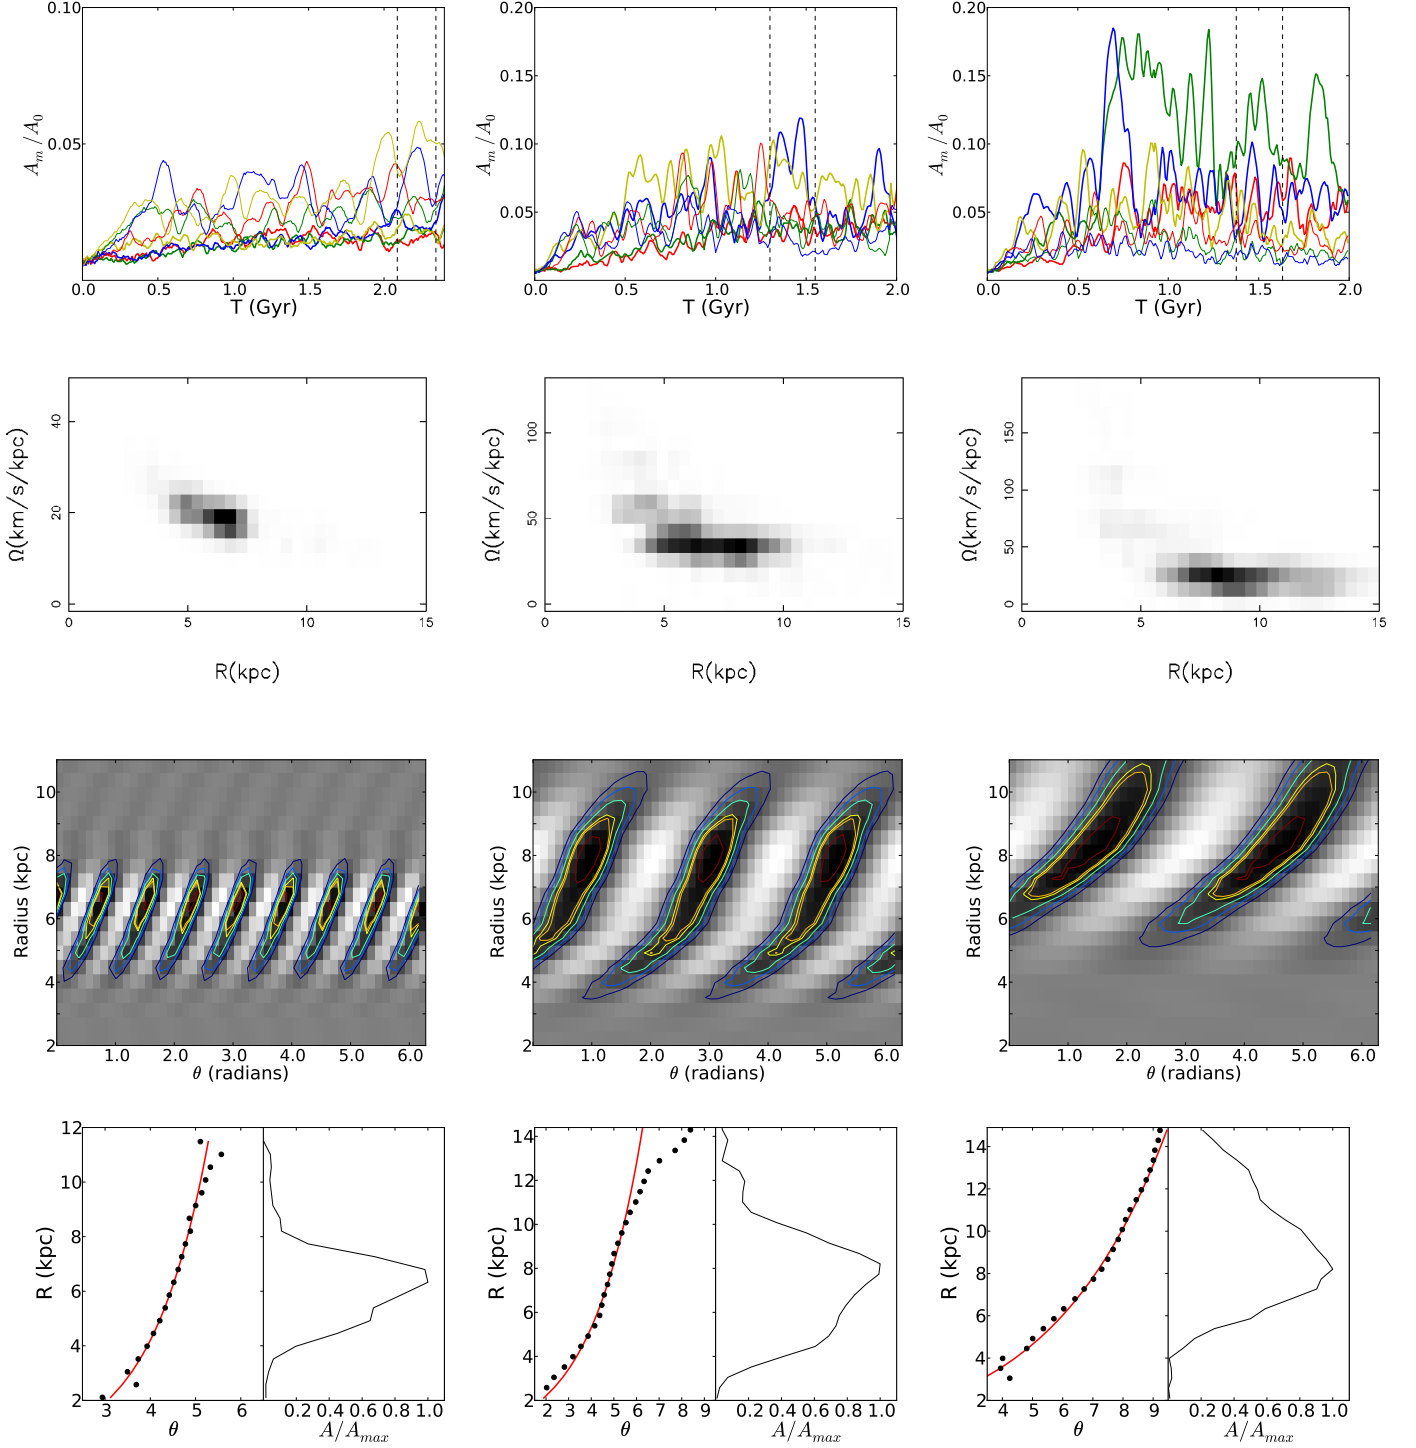 0.10
0.05
A_m/A_0
0.0 0.5 1.0 1.5 2.0
T (Gyr)
0.20
0.15
0.10
0.05
A_m/A_0
0.0 0.5 1.0 1.5 2.0
T (Gyr)
0.20
0.15
0.10
0.05
A_m/A_0
0.0 0.5 1.0 1.5 2.0
T (Gyr)
40
20
0
Ω(km/s/kpc)
0 5 10 15
R(kpc)
100
50
0
Ω(km/s/kpc)
0 5 10 15
R(kpc)
150
100
50
0
Ω(km/s/kpc)
0 5 10 15
R(kpc)
10
8
6
4
2
Radius (kpc)
1.0 2.0 3.0 4.0 5.0 6.0
θ (radians)
10
8
6
4
2
Radius (kpc)
1.0 2.0 3.0 4.0 5.0 6.0
θ (radians)
10
8
6
4
2
Radius (kpc)
1.0 2.0 3.0 4.0 5.0 6.0
θ (radians)
12
10
8
6
4
2
R (kpc)
3 4 5 6 0.2 0.4 0.6 0.8 1.0
θ A/A_max
14
12
10
8
6
4
2
R (kpc)
2 3 4 5 6 7 8 9 0.2 0.4 0.6 0.8 1.0
θ A/A_max
14
12
10
8
6
4
2
R (kpc)
4 5 6 7 8 9 0.2 0.4 0.6 0.8 1.0
θ A/A_max